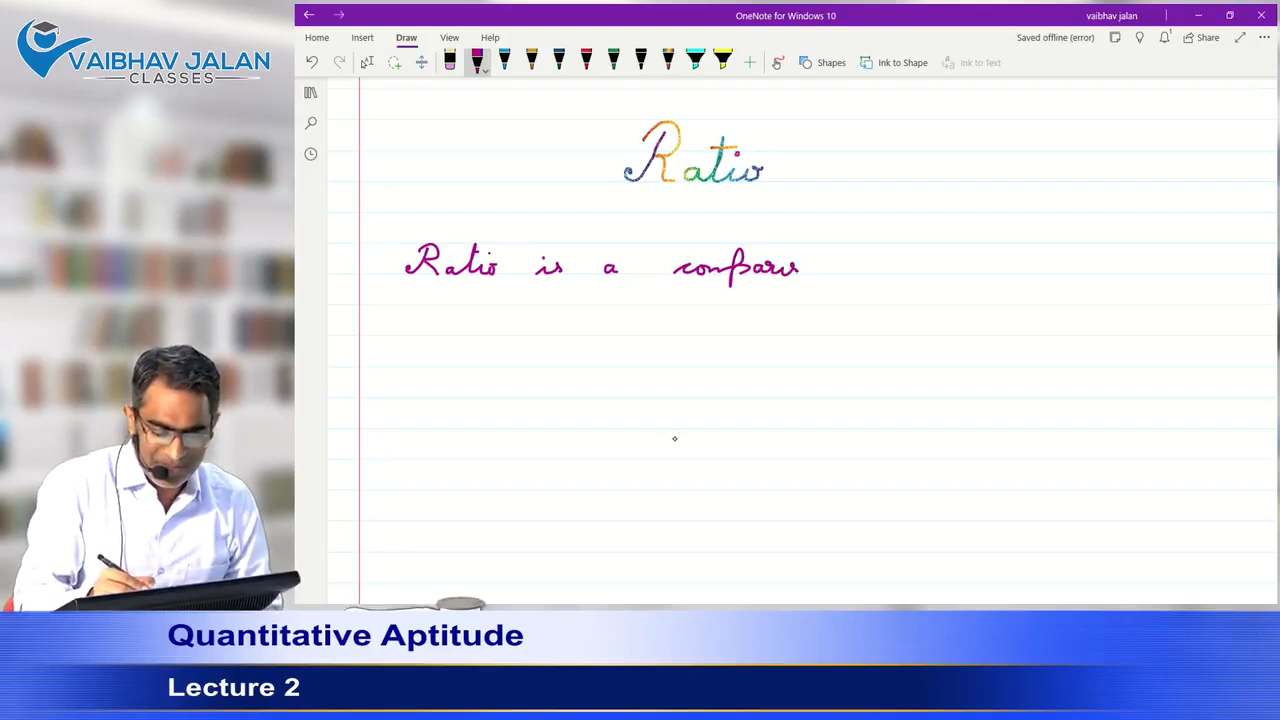 VAIBHAV JALAN
CLASSES
OneNote for Windows 10
vaibhav jalan
Home Insert Draw View Help
Saved offline (error)
Share
Shapes
Ink to Shape
Ink to Text
Ratio
Ratio is a comparis
Quantitative Aptitude
Lecture 2